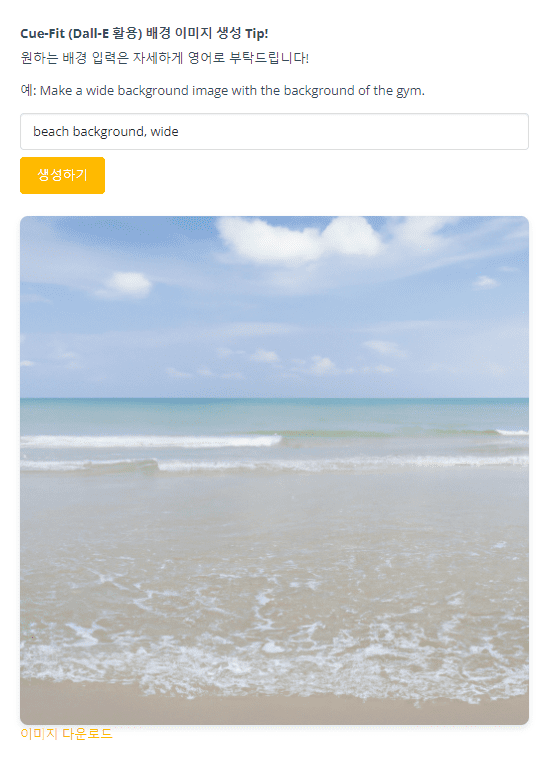 Cue-Fit (Dall-E 활용) 배경 이미지 생성 Tip!
원하는 배경 입력은 자세하게 영어로 부탁드립니다!
예: Make a wide background image with the background of the gym.
beach background, wide
생성하기
이미지 다운로드